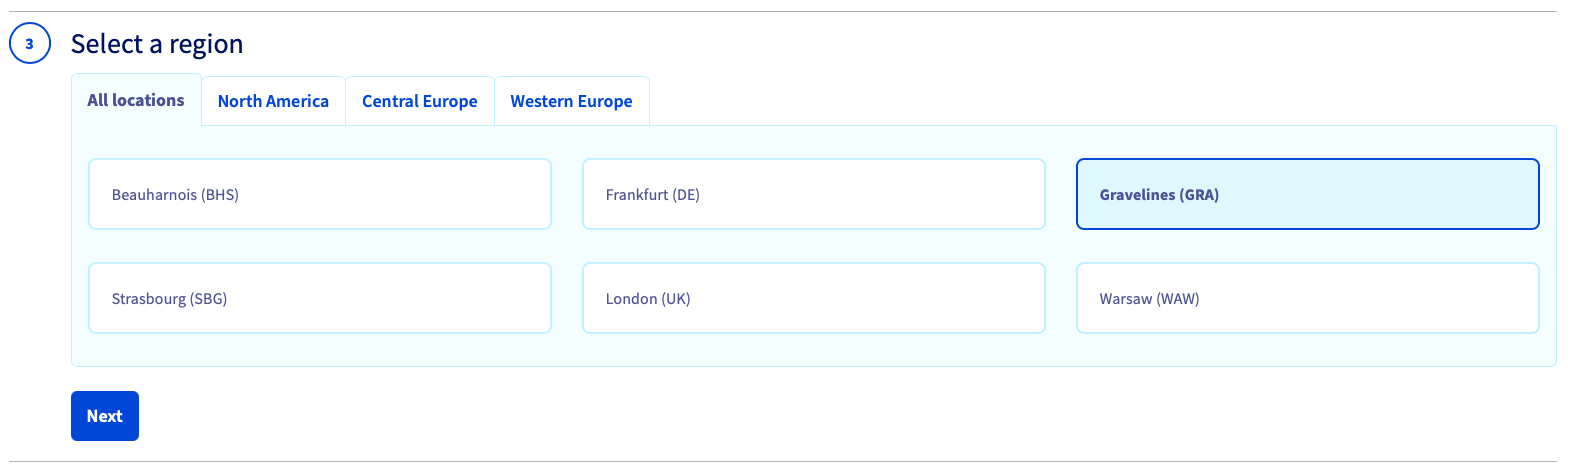 3
Select a region
All locations North America Central Europe Western Europe
Beauharnois (BHS) Frankfurt (DE) Gravelines (GRA)
Strasbourg (SBG) London (UK) Warsaw (WAW)
Next